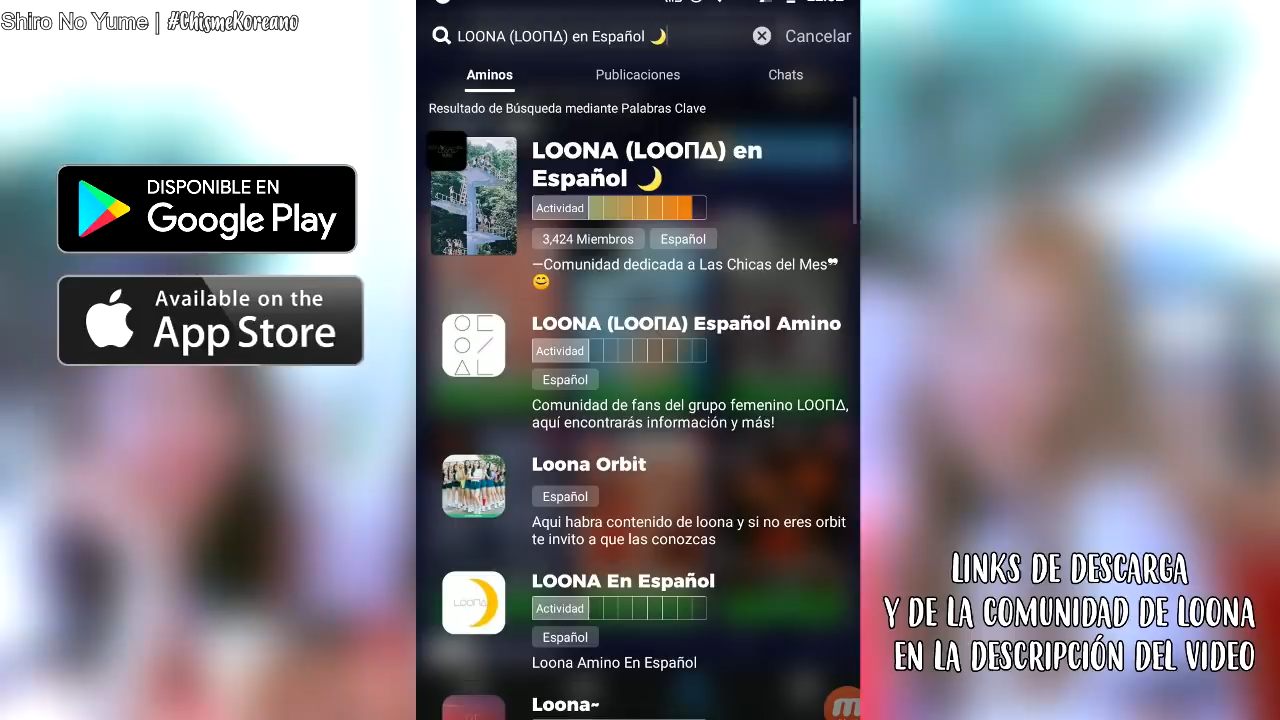 Shiro No Yume | #ChismeKoreano
DISPONIBLE EN
Google Play
Available on the
App Store
LOONA (LOOΠΔ) en Español 🌙
Cancelar
Aminos
Publicaciones
Chats
Resultado de Búsqueda mediante Palabras Clave
LOONA (LOOΠΔ) en
Español 🌙
Actividad
3,424 Miembros
Español
—Comunidad dedicada a Las Chicas del Mes❞
😊
LOONA (LOOΠΔ) Español Amino
Actividad
Español
Comunidad de fans del grupo femenino LOOΠΔ,
aquí encontrarás información y más!
Loona Orbit
Español
Aqui habra contenido de loona y si no eres orbit
te invito a que las conozcas
LOONA En Español
LOOΠΔ
Actividad
Español
Loona Amino En Español
Loona~
LINKS DE DESCARGA
Y DE LA COMUNIDAD DE LOONA
EN LA DESCRIPCIÓN DEL VIDEO